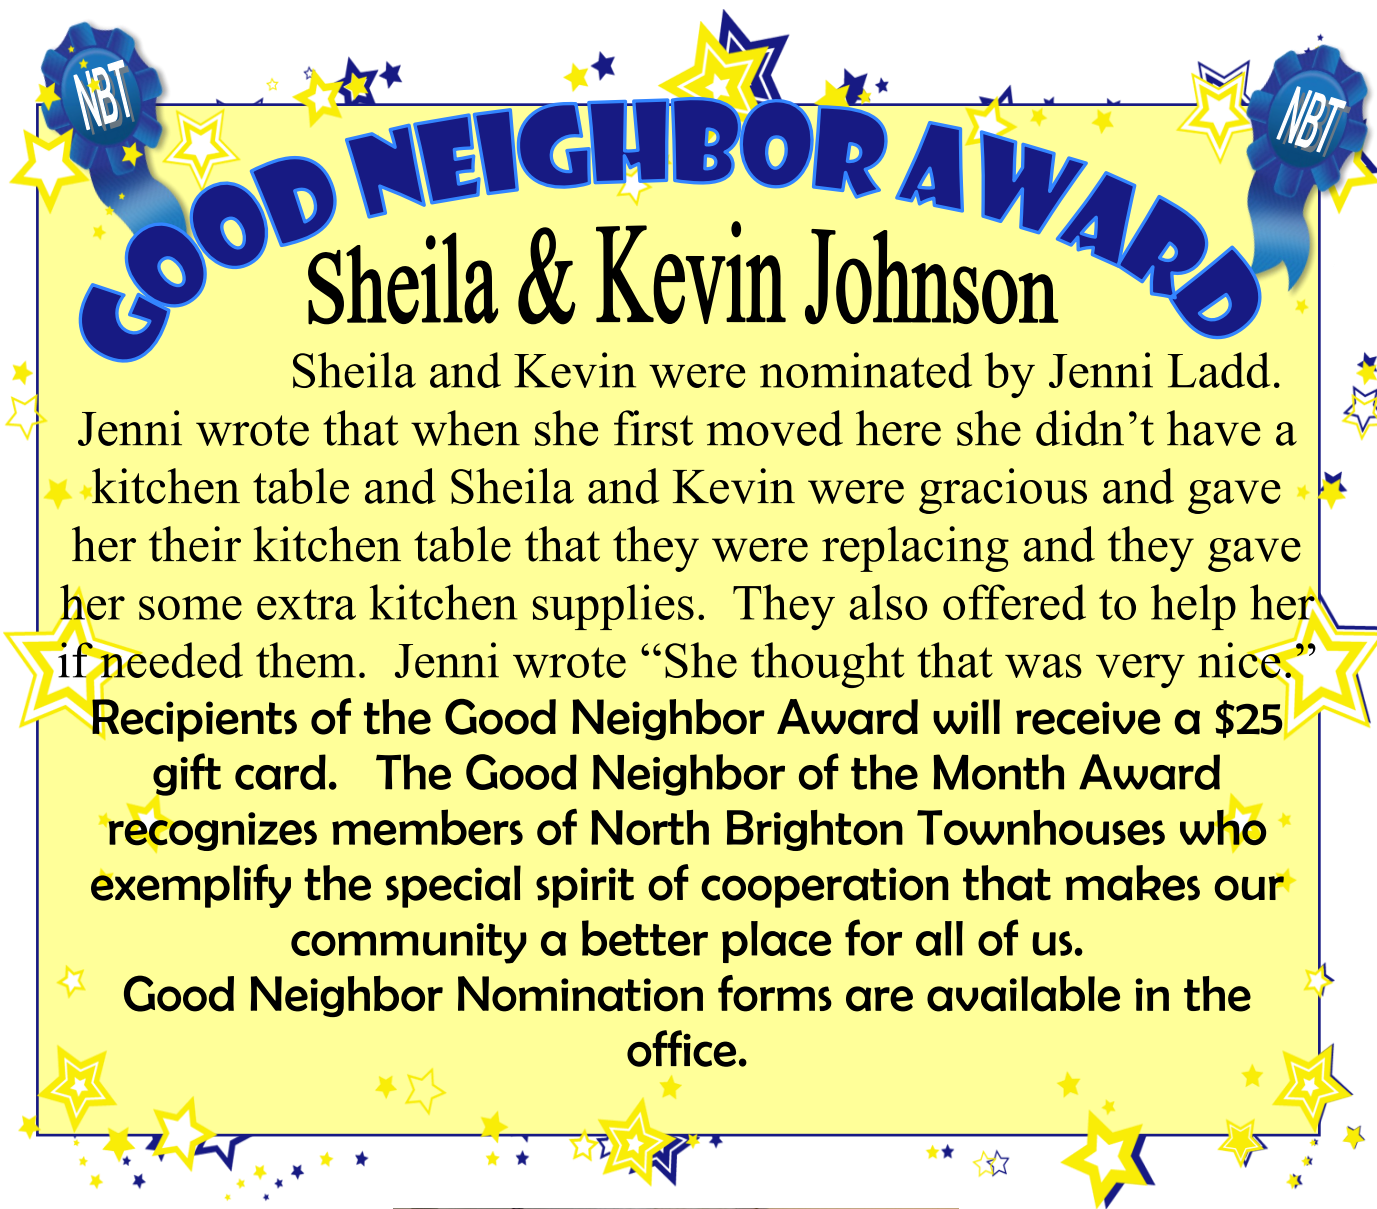 NBT
NBT
GOOD NEIGHBOR AWARD
Sheila & Kevin Johnson
Sheila and Kevin were nominated by Jenni Ladd.
Jenni wrote that when she first moved here she didn’t have a
kitchen table and Sheila and Kevin were gracious and gave
her their kitchen table that they were replacing and they gave
her some extra kitchen supplies.  They also offered to help her
if needed them.  Jenni wrote “She thought that was very nice.”
Recipients of the Good Neighbor Award will receive a $25
gift card.   The Good Neighbor of the Month Award
recognizes members of North Brighton Townhouses who
exemplify the special spirit of cooperation that makes our
community a better place for all of us.
Good Neighbor Nomination forms are available in the
office.